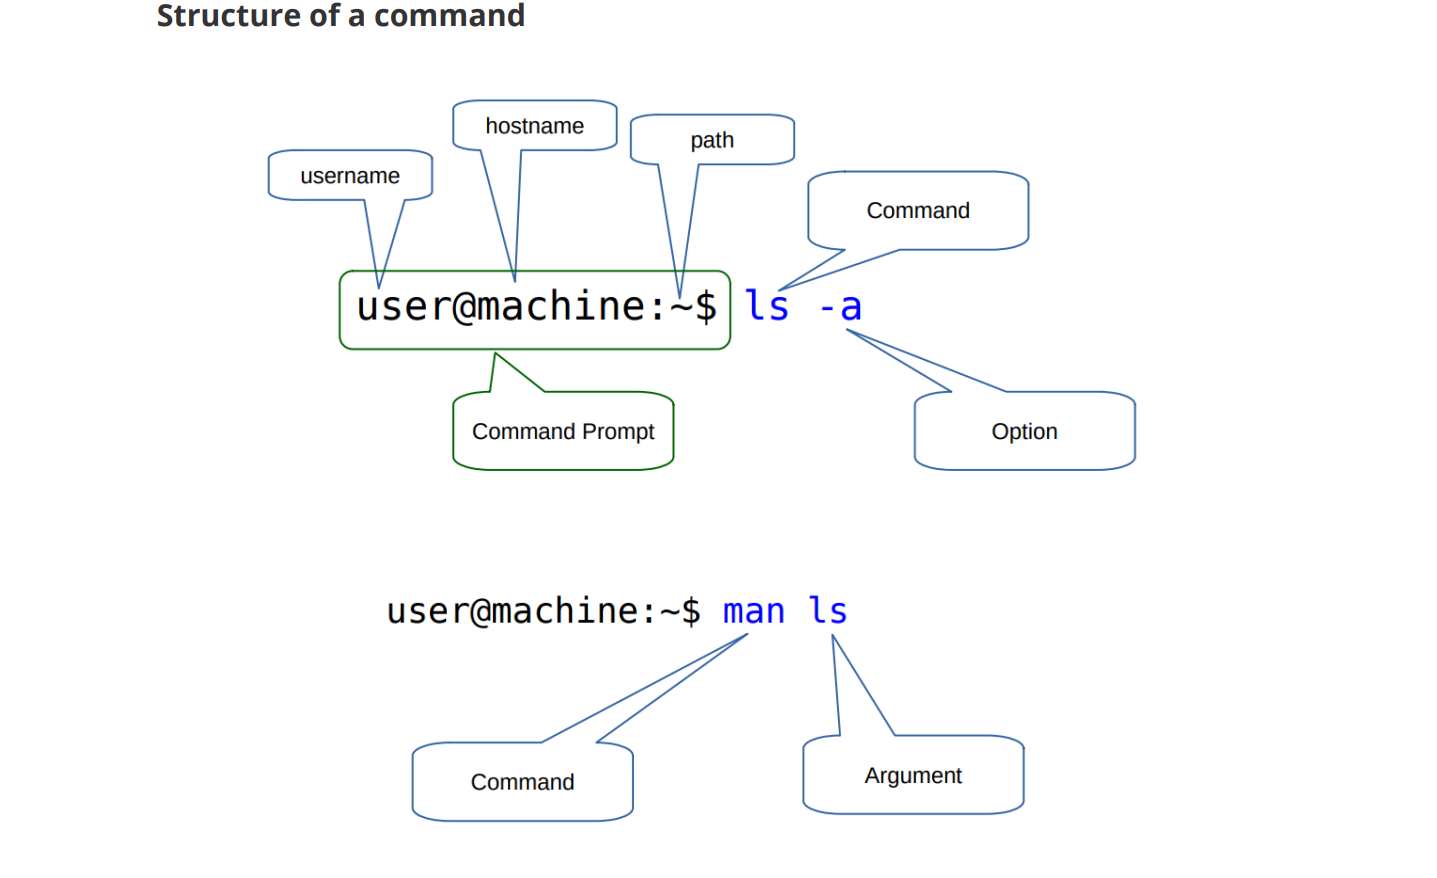 Structure of a command
hostname
path
username
Command
user@machine:~$ ls -a
Command Prompt
Option
user@machine:~$ man ls
Command
Argument